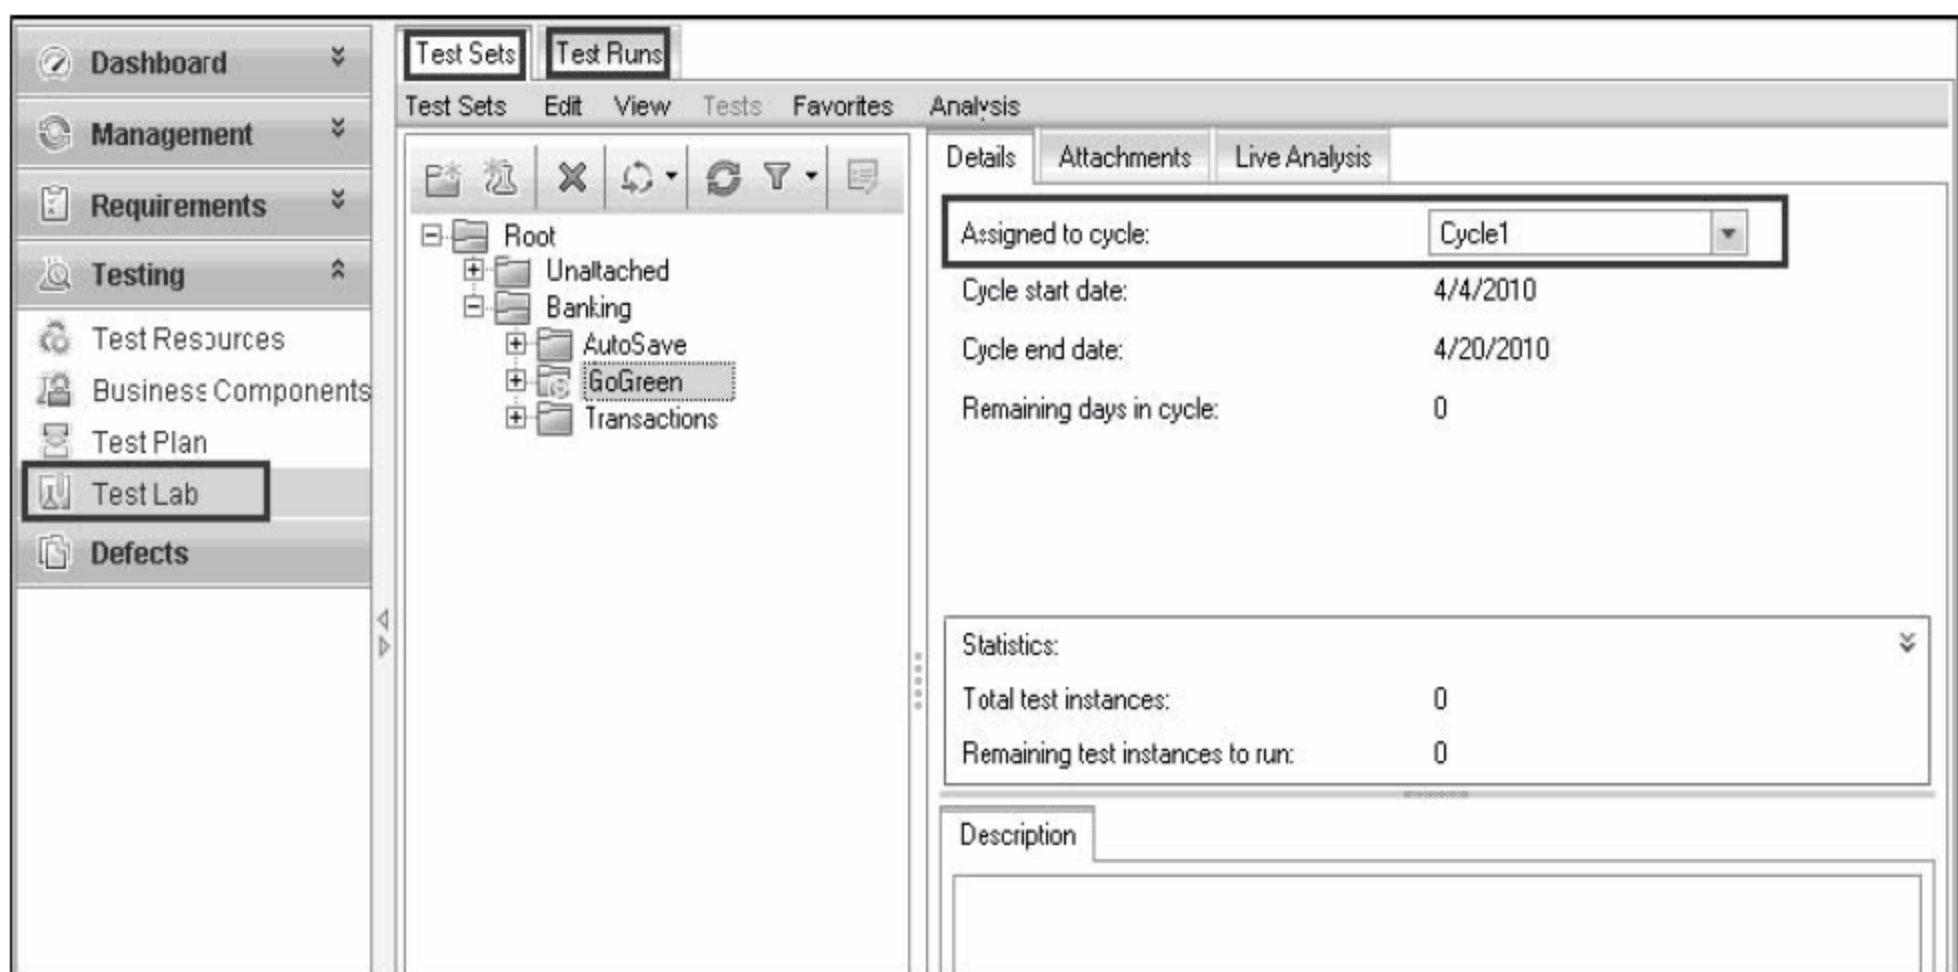 Dashboard
Management
Requirements
Testing
Test Resources
Business Components
Test Plan
Test Lab
Defects
Test Sets Test Runs
Test Sets Edit View Tests Favorites Analysis
Root
Unattached
Banking
AutoSave
GoGreen
Transactions
Details Attachments Live Analysis
Assigned to cycle: Cycle1
Cycle start date: 4/4/2010
Cycle end date: 4/20/2010
Remaining days in cycle: 0
Statistics:
Total test instances: 0
Remaining test instances to run: 0
Description